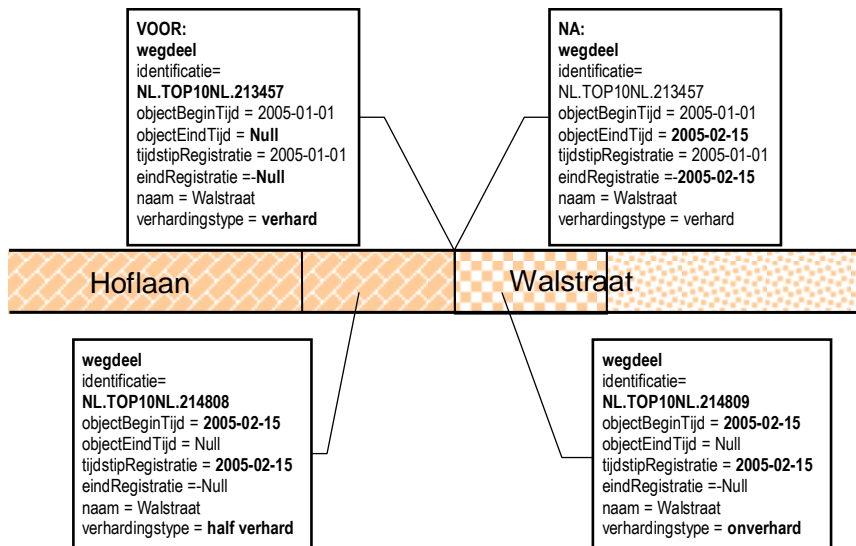 VOOR:
wegdeel
identificatie=
NL.TOP10NL.213457
objectBeginTijd = 2005-01-01
objectEindTijd = Null
tijdstipRegistratie = 2005-01-01
eindRegistratie =-Null
naam = Walstraat
verhardingstype = verhard
NA:
wegdeel
identificatie=
NL.TOP10NL.213457
objectBeginTijd = 2005-01-01
objectEindTijd = 2005-02-15
tijdstipRegistratie = 2005-01-01
eindRegistratie =-2005-02-15
naam = Walstraat
verhardingstype = verhard
Hoflaan
Walstraat
wegdeel
identificatie=
NL.TOP10NL.214808
objectBeginTijd = 2005-02-15
objectEindTijd = Null
tijdstipRegistratie = 2005-02-15
eindRegistratie =-Null
naam = Walstraat
verhardingstype = half verhard
wegdeel
identificatie=
NL.TOP10NL.214809
objectBeginTijd = 2005-02-15
objectEindTijd = Null
tijdstipRegistratie = 2005-02-15
eindRegistratie =-Null
naam = Walstraat
verhardingstype = onverhard